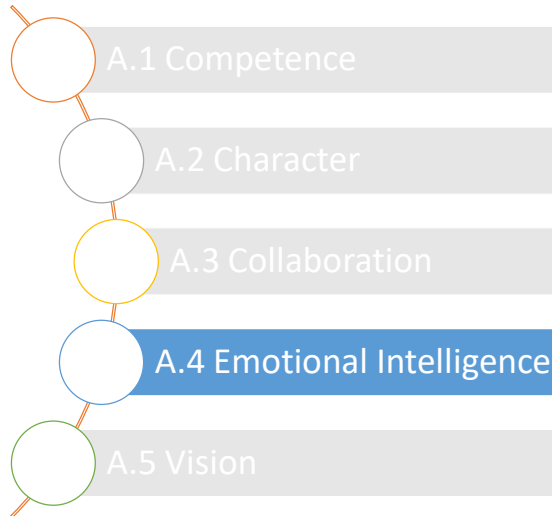 A.1 Competence
A.2 Character
A.3 Collaboration
A.4 Emotional Intelligence
A.5 Vision